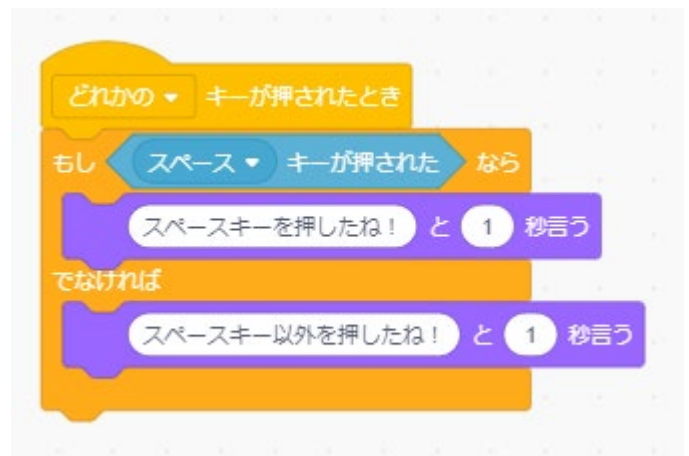 どれかの キーが押されたとき
もし スペース キーが押された なら
スペースキーを押したね! と 1 秒言う
でなければ
スペースキー以外を押したね! と 1 秒言う